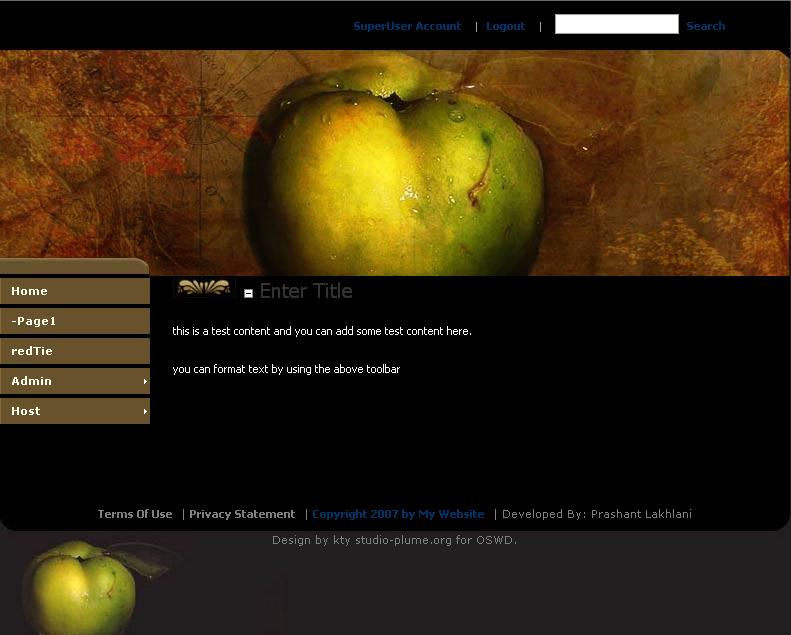 SuperUser Account | Logout | Search
Home
-Page1
redTie
Admin
Host
Enter Title
this is a test content and you can add some test content here.
you can format text by using the above toolbar
Terms Of Use | Privacy Statement | Copyright 2007 by My Website | Developed By: Prashant Lakhlani
Design by kty studio-plume.org for OSWD.